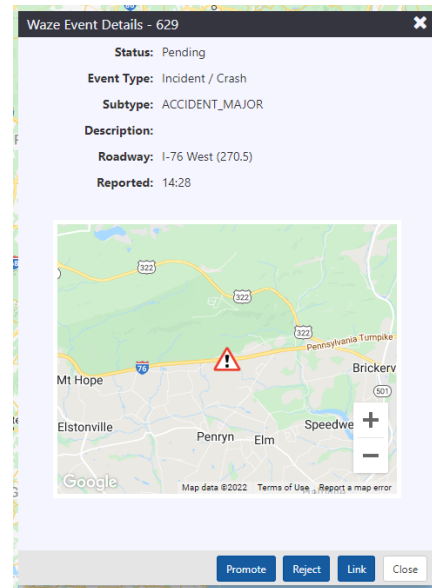 Waze Event Details - 629
Status: Pending
Event Type: Incident / Crash
Subtype: ACCIDENT_MAJOR
Description:
Roadway: I-76 West (270.5)
Reported: 14:28
322
322
322
Pennsylvania Turnpike
76
Brickerv
Mt Hope
501
Elstonville
Speedwe
Penryn
Elm
Google
Map data ©2022 Terms of Use Report a map error
Promote Reject Link Close